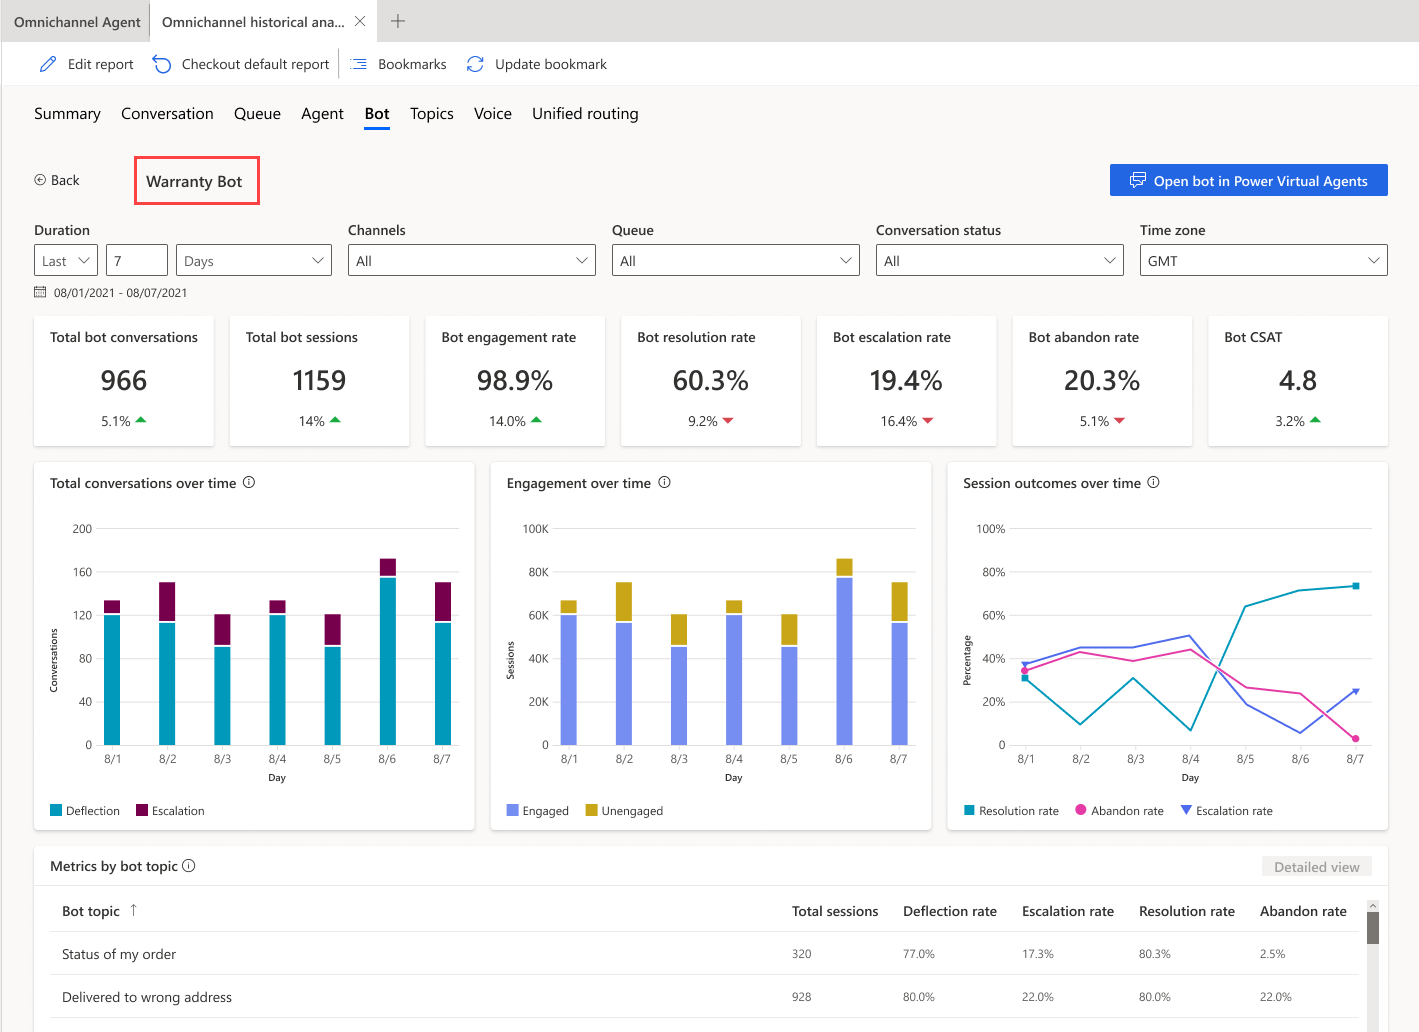 Omnichannel Agent
Omnichannel historical ana...
Edit report
Checkout default report
Bookmarks
Update bookmark
Summary
Conversation
Queue
Agent
Bot
Topics
Voice
Unified routing
Back
Warranty Bot
Open bot in Power Virtual Agents
Duration
Channels
Queue
Conversation status
Time zone
Last
7
Days
All
All
All
GMT
08/01/2021 - 08/07/2021
Total bot conversations
966
5.1%
Total bot sessions
1159
14%
Bot engagement rate
98.9%
14.0%
Bot resolution rate
60.3%
9.2%
Bot escalation rate
19.4%
16.4%
Bot abandon rate
20.3%
5.1%
Bot CSAT
4.8
3.2%
Total conversations over time
200
160
120
80
40
0
Conversations
8/1 8/2 8/3 8/4 8/5 8/6 8/7
Day
Deflection
Escalation
Engagement over time
100K
80K
60K
40K
20K
0
Sessions
8/1 8/2 8/3 8/4 8/5 8/6 8/7
Day
Engaged
Unengaged
Session outcomes over time
100%
80%
60%
40%
20%
0
Percentage
8/1 8/2 8/3 8/4 8/5 8/6 8/7
Day
Resolution rate
Abandon rate
Escalation rate
Metrics by bot topic
Detailed view
Bot topic Total sessions Deflection rate Escalation rate Resolution rate Abandon rate
Status of my order 320 77.0% 17.3% 80.3% 2.5%
Delivered to wrong address 928 80.0% 22.0% 80.0% 22.0%